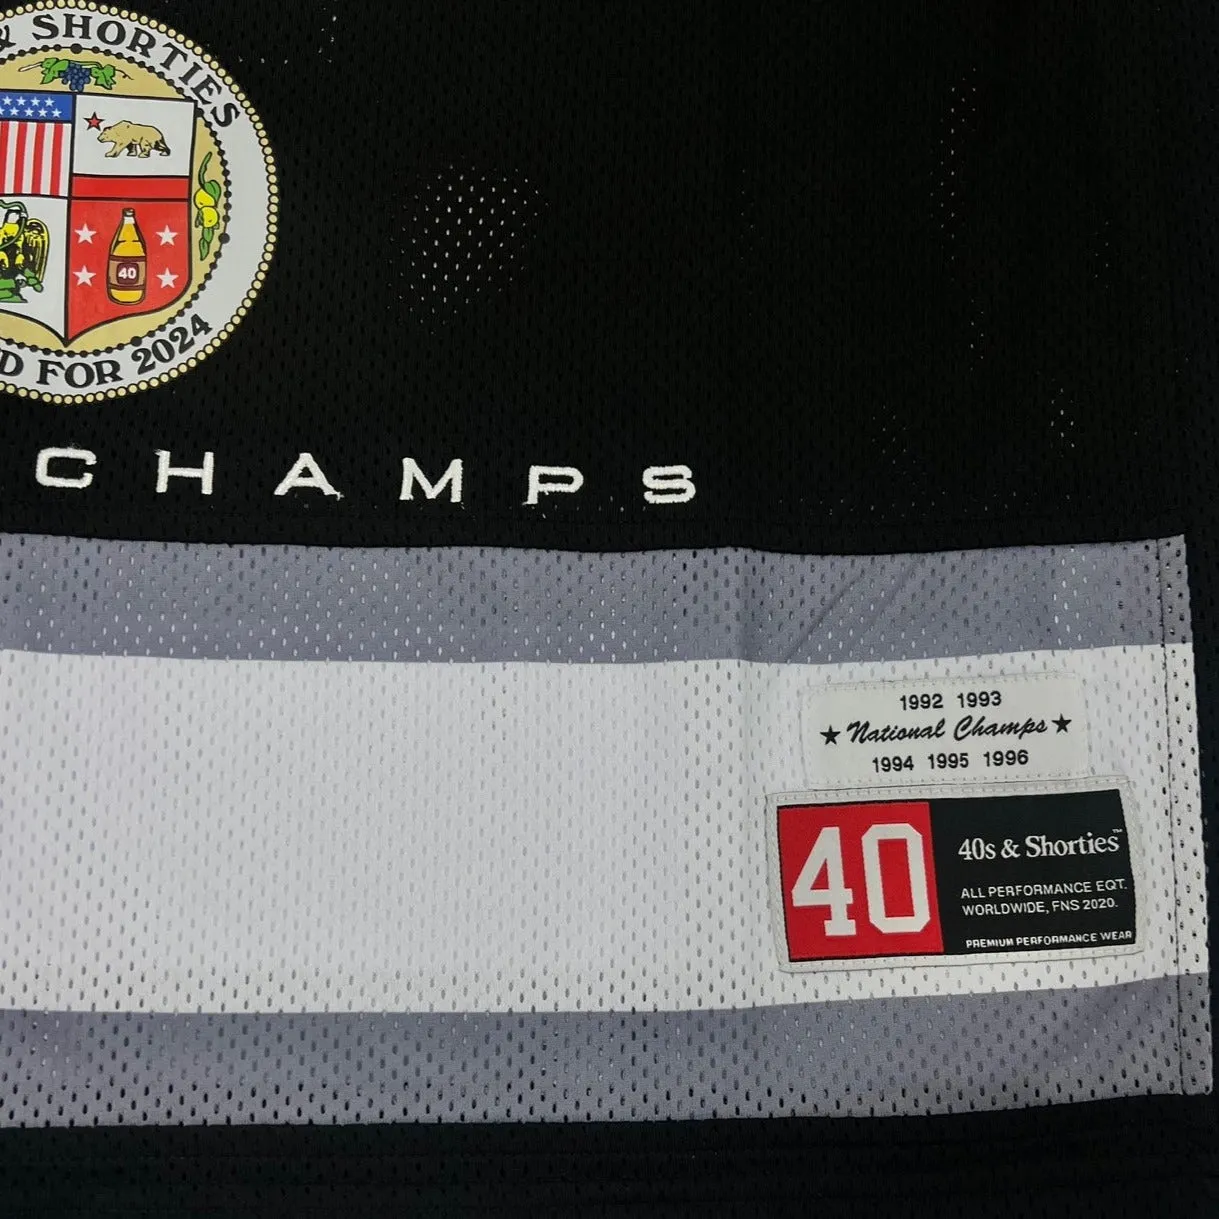 & SHORTIES
40
D FOR 2024
CHAMPS
1992 1993
★ National Champs ★
1994 1995 1996
40
40s & Shorties™
ALL PERFORMANCE EQT.
WORLDWIDE, FNS 2020.
PREMIUM PERFORMANCE WEAR